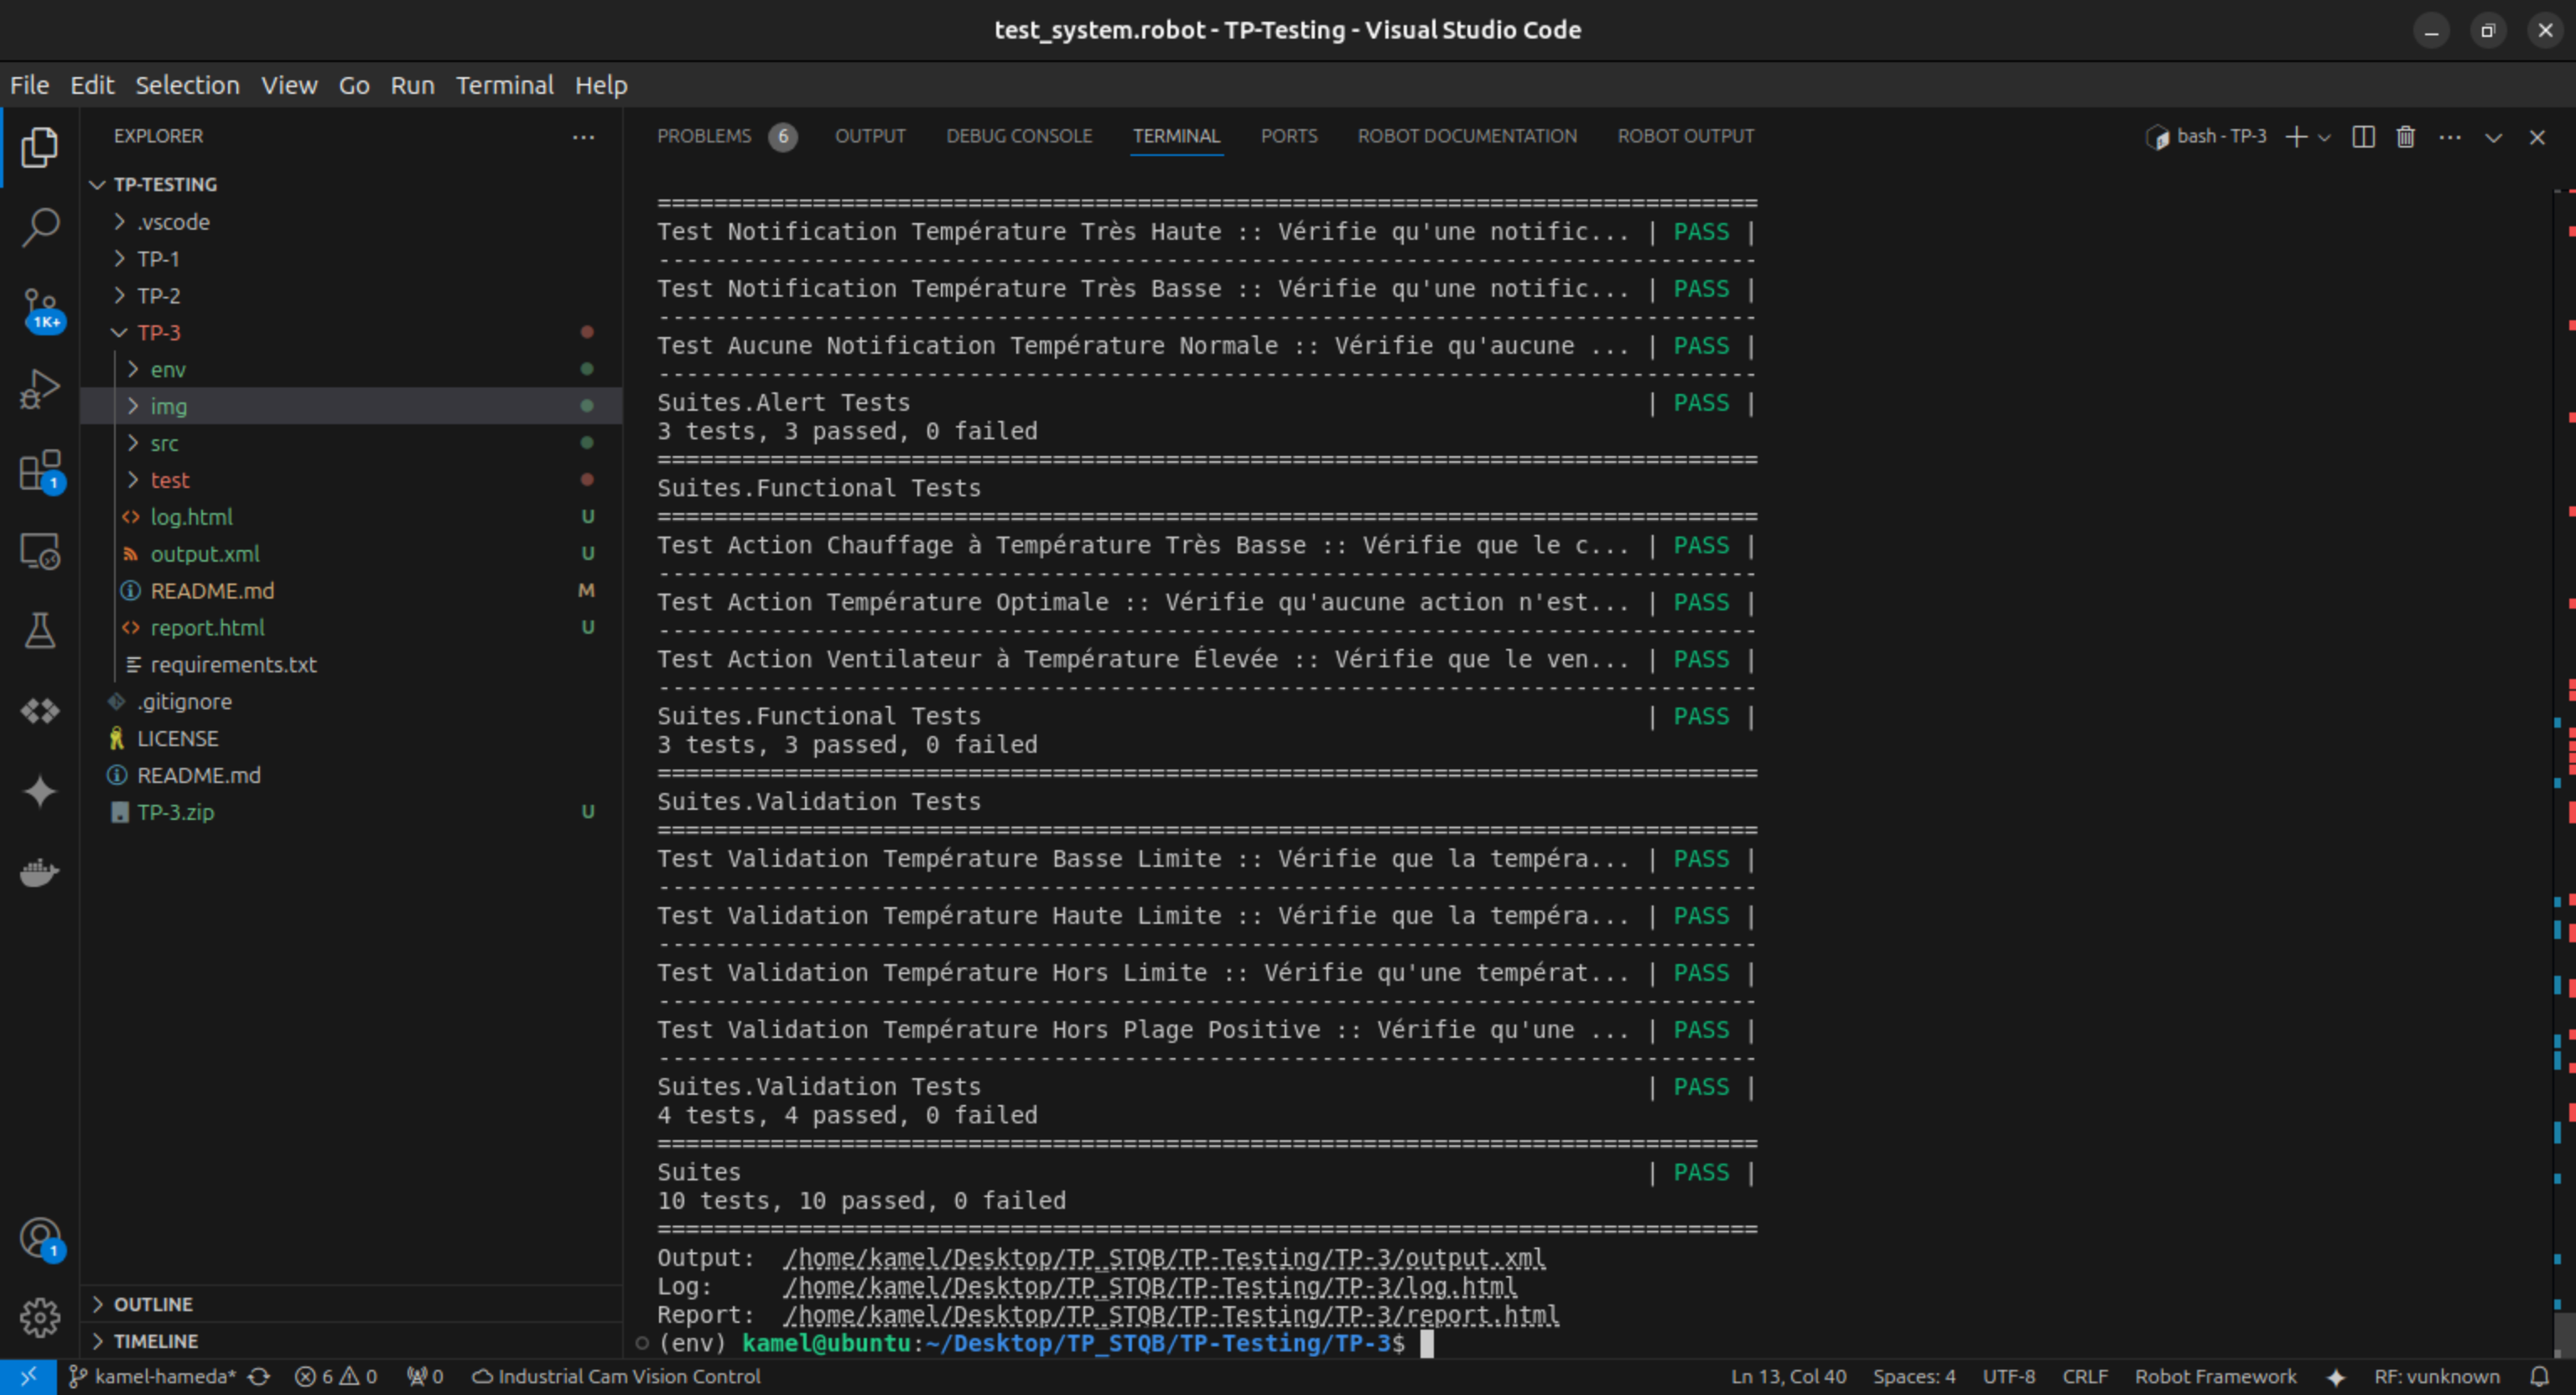 test_system.robot - TP-Testing - Visual Studio Code
File Edit Selection View Go Run Terminal Help
EXPLORER
TP-TESTING
.vscode
TP-1
TP-2
1K+
TP-3
env
img
src
1
test
log.html U
output.xml U
README.md M
report.html U
requirements.txt
.gitignore
LICENSE
README.md
TP-3.zip U
1
OUTLINE
TIMELINE
PROBLEMS 6 OUTPUT DEBUG CONSOLE TERMINAL PORTS ROBOT DOCUMENTATION ROBOT OUTPUT bash - TP-3
==============================================================================
Test Notification Température Très Haute :: Vérifie qu'une notific... | PASS |
------------------------------------------------------------------------------
Test Notification Température Très Basse :: Vérifie qu'une notific... | PASS |
------------------------------------------------------------------------------
Test Aucune Notification Température Normale :: Vérifie qu'aucune ... | PASS |
------------------------------------------------------------------------------
Suites.Alert Tests | PASS |
3 tests, 3 passed, 0 failed
==============================================================================
Suites.Functional Tests
==============================================================================
Test Action Chauffage à Température Très Basse :: Vérifie que le c... | PASS |
------------------------------------------------------------------------------
Test Action Température Optimale :: Vérifie qu'aucune action n'est... | PASS |
------------------------------------------------------------------------------
Test Action Ventilateur à Température Élevée :: Vérifie que le ven... | PASS |
------------------------------------------------------------------------------
Suites.Functional Tests | PASS |
3 tests, 3 passed, 0 failed
==============================================================================
Suites.Validation Tests
==============================================================================
Test Validation Température Basse Limite :: Vérifie que la tempéra... | PASS |
------------------------------------------------------------------------------
Test Validation Température Haute Limite :: Vérifie que la tempéra... | PASS |
------------------------------------------------------------------------------
Test Validation Température Hors Limite :: Vérifie qu'une températ... | PASS |
------------------------------------------------------------------------------
Test Validation Température Hors Plage Positive :: Vérifie qu'une ... | PASS |
------------------------------------------------------------------------------
Suites.Validation Tests | PASS |
4 tests, 4 passed, 0 failed
==============================================================================
Suites | PASS |
10 tests, 10 passed, 0 failed
==============================================================================
Output: /home/kamel/Desktop/TP_STQB/TP-Testing/TP-3/output.xml
Log: /home/kamel/Desktop/TP_STQB/TP-Testing/TP-3/log.html
Report: /home/kamel/Desktop/TP_STQB/TP-Testing/TP-3/report.html
(env) kamel@ubuntu:~/Desktop/TP_STQB/TP-Testing/TP-3$
kamel-hameda* 6 0 0 Industrial Cam Vision Control Ln 13, Col 40 Spaces: 4 UTF-8 CRLF Robot Framework RF: vunknown